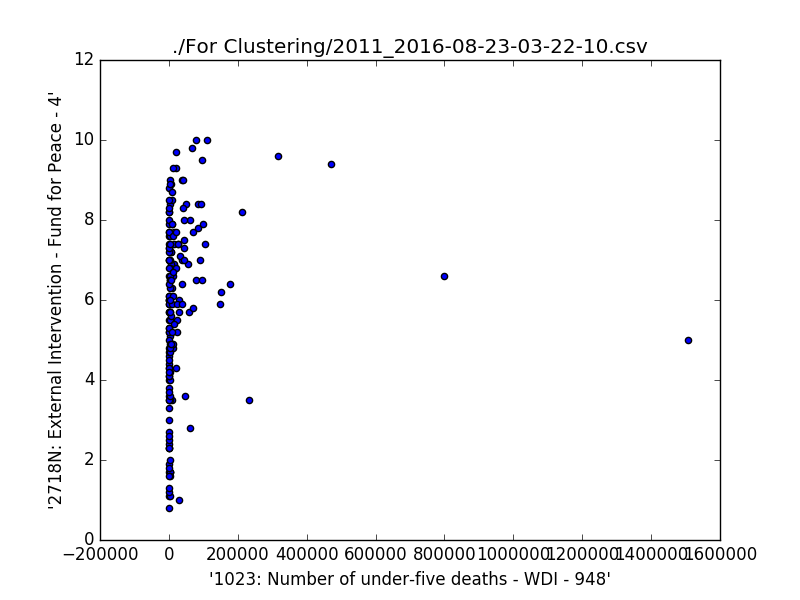 ./For Clustering/2011_2016-08-23-03-22-10.csv
12
10
8
6
4
2
0
'2718N: External Intervention - Fund for Peace - 4'
−200000 0 200000 400000 600000 800000 1000000 1200000 1400000 1600000
'1023: Number of under-five deaths - WDI - 948'